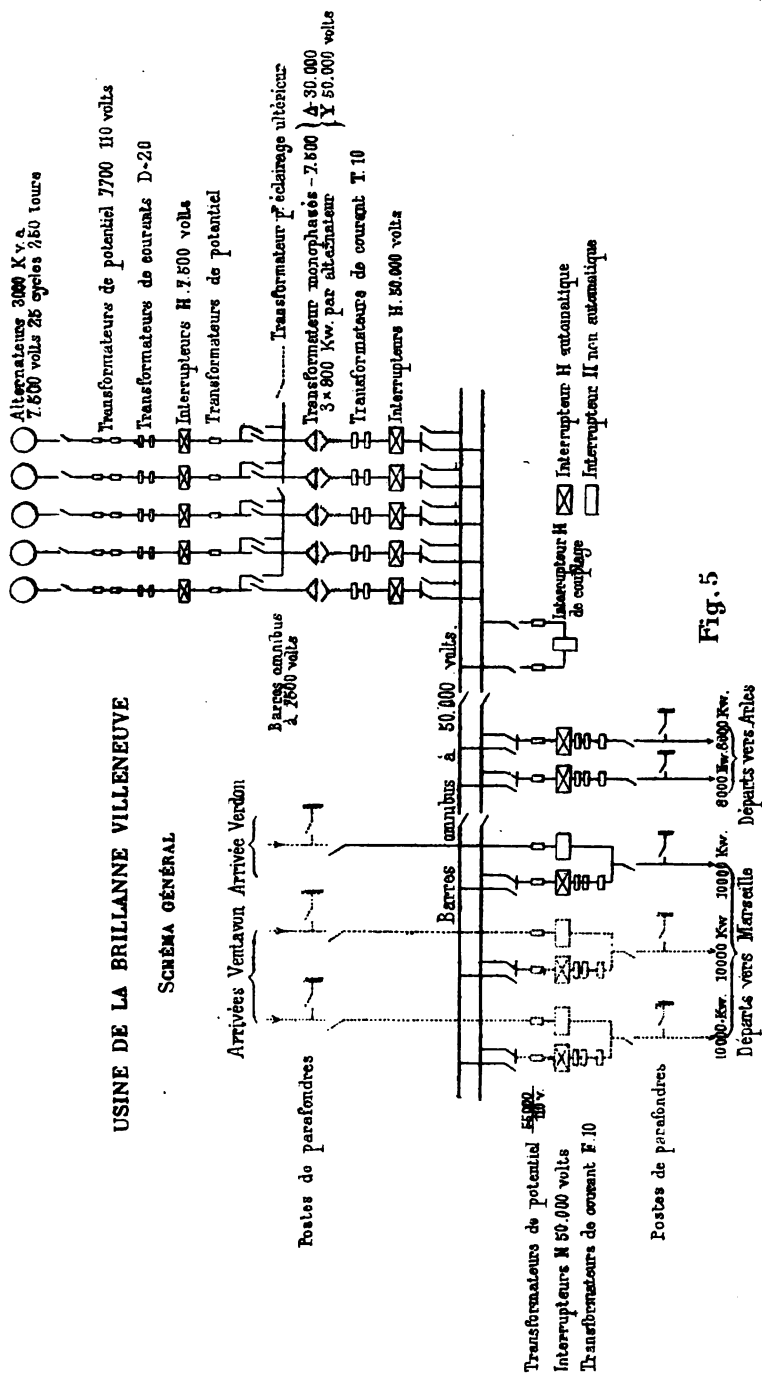 USINE DE LA BRILLANNE VILLENEUVE
SCHÉMA GÉNÉRAL
Alternateurs 3000 K v. a
7.500 volts 25 cycles 250 tours
Transformateurs de potentiel 7700 110 volts
Transformateurs de courants D-20
Interrupteurs H. 7.500 volts
Transformateurs de potentiel
Transformateur p. éclairage ultérieur
Transformateur monophasés - 7.500 { Δ 30.000
Y 50.000 volts
3 × 800 Kw. par alternateur
Transformateurs de courant T. 10
Interrupteurs H. 50.000 volts
Barres omnibus
à 7500 volts
Arrivées Ventavon
Arrivée Verdon
Postes de parafondres
Barres omnibus à 50.000 volts.
Interrupteur H
de couplage
Interrupteur H automatique
Interrupteur H non automatique
Transformateurs de potentiel 55000/110 v.
Interrupteurs H 50.000 volts
Transformateurs de courant F. 10
Postes de parafondres
10000-Kw. 10000 Kw 10000 Kw.
Départs vers Marseille
8000 Kw. 8000 Kw.
Départs vers Arles
Fig. 5